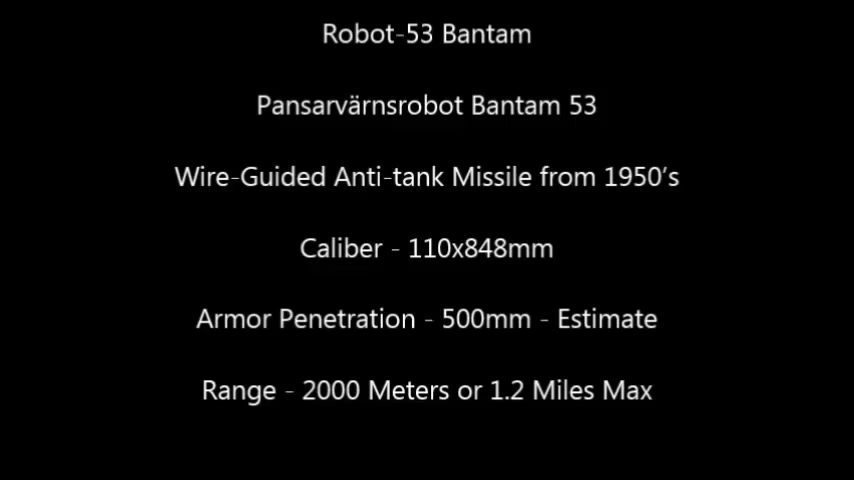 Robot-53 Bantam
Pansarvärnsrobot Bantam 53
Wire-Guided Anti-tank Missile from 1950's
Caliber - 110x848mm
Armor Penetration - 500mm - Estimate
Range - 2000 Meters or 1.2 Miles Max